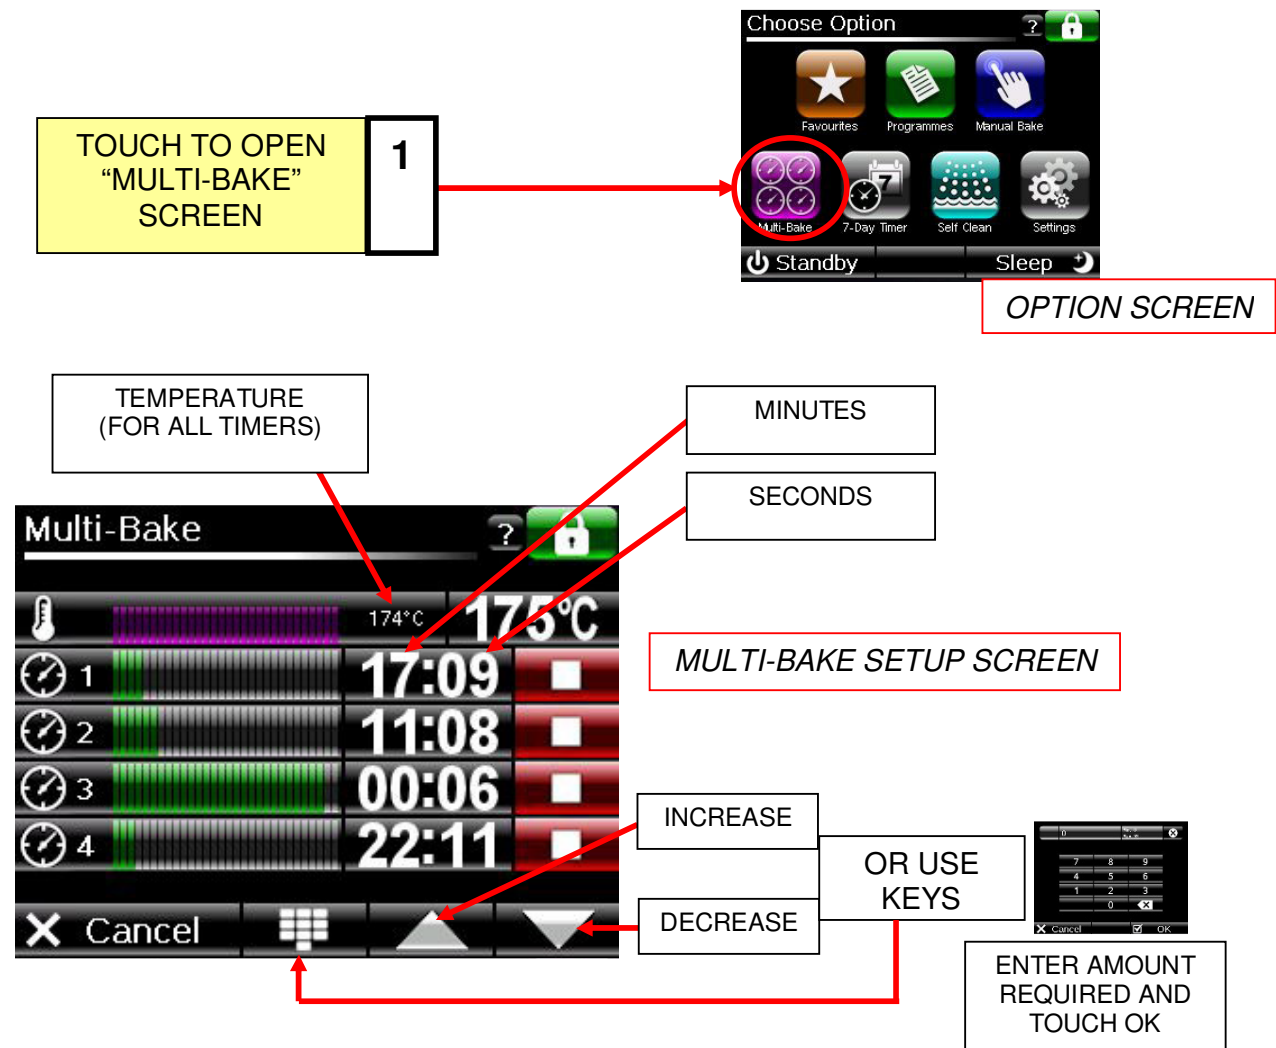 Choose Option
?
Favourites Programmes Manual Bake
TOUCH TO OPEN
“MULTI-BAKE”
SCREEN
1
7
Multi-Bake 7-Day Timer Self Clean Settings
Standby Sleep
OPTION SCREEN
TEMPERATURE
(FOR ALL TIMERS)
MINUTES
SECONDS
Multi-Bake
?
174°C 175°C
1 17:09
2 11:08
3 00:06
4 22:11
MULTI-BAKE SETUP SCREEN
INCREASE
DECREASE
Cancel
OR USE
KEYS
0
7 8 9
4 5 6
1 2 3
0
Cancel OK
ENTER AMOUNT
REQUIRED AND
TOUCH OK